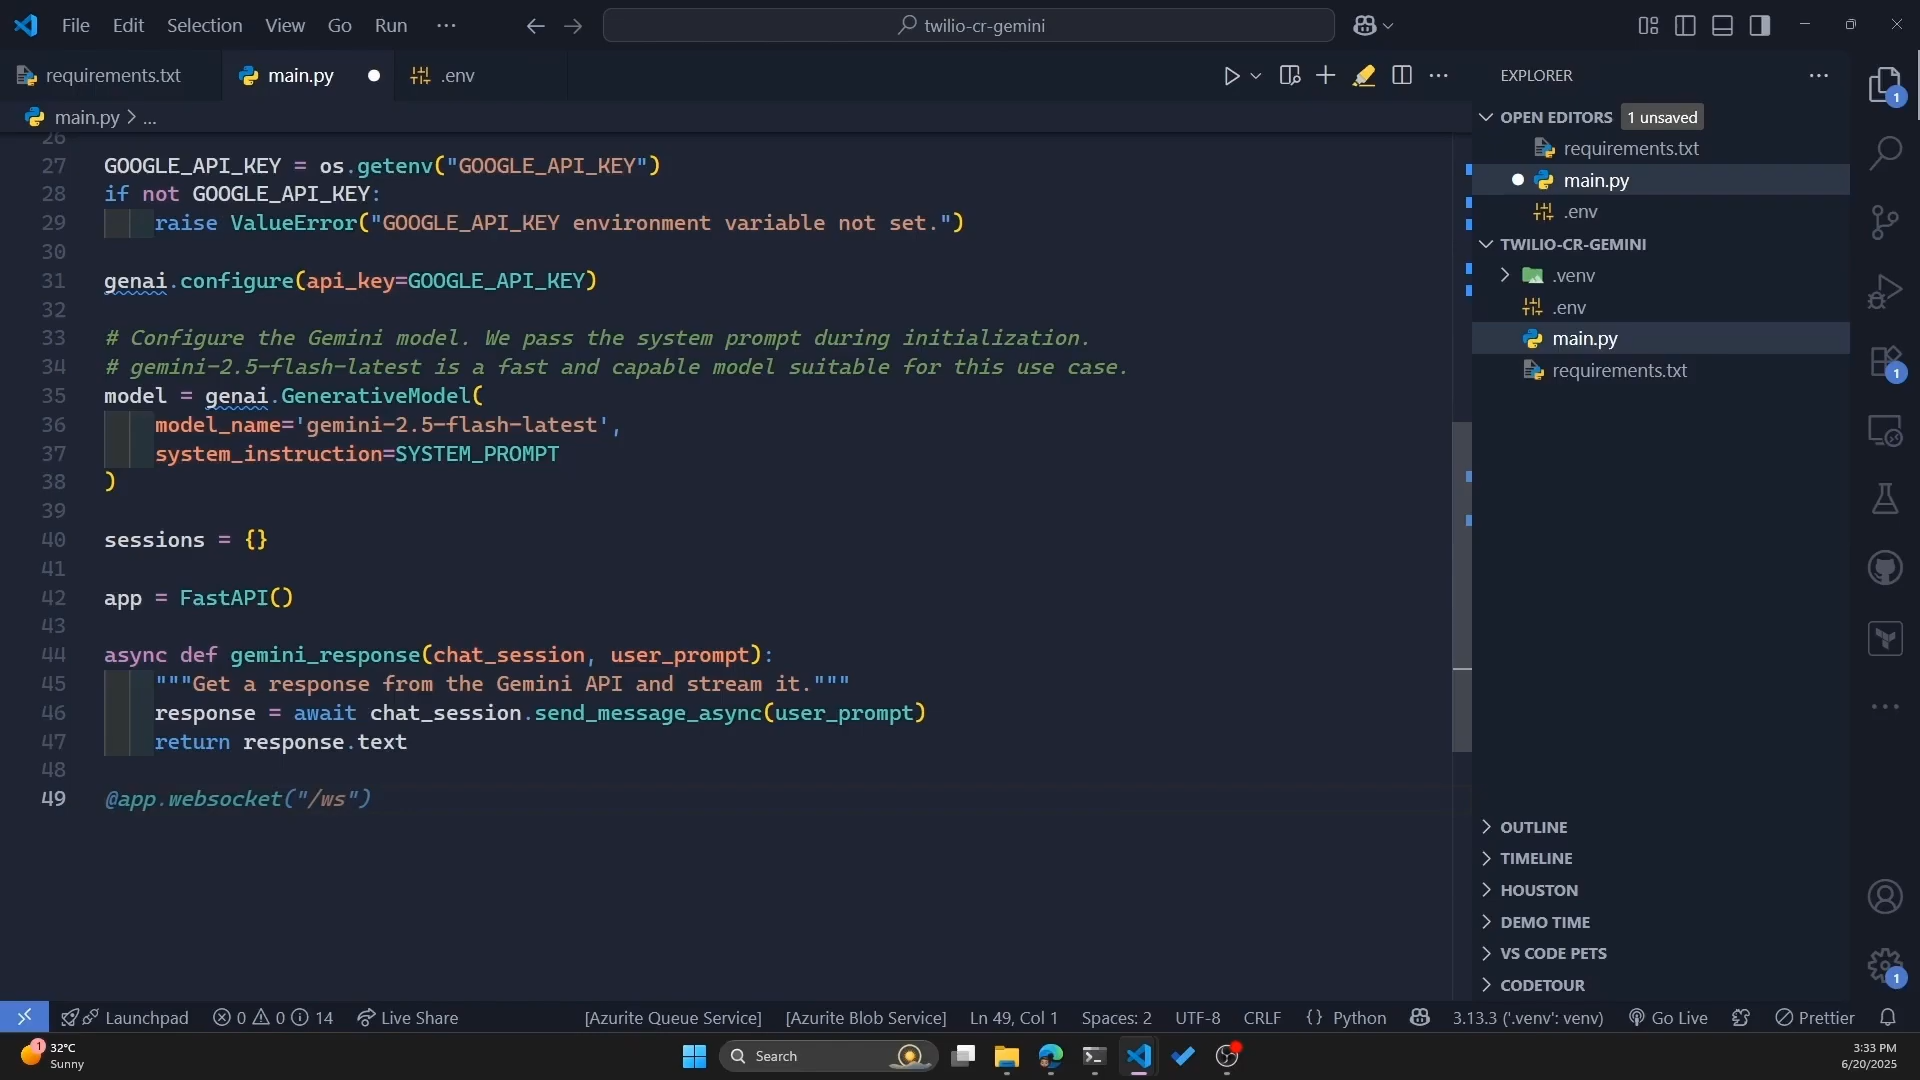 File Edit Selection View Go Run ···
twilio-cr-gemini
requirements.txt
main.py
.env
main.py > ...
26
27 GOOGLE_API_KEY = os.getenv("GOOGLE_API_KEY")
28 if not GOOGLE_API_KEY:
29 raise ValueError("GOOGLE_API_KEY environment variable not set.")
30
31 genai.configure(api_key=GOOGLE_API_KEY)
32
33 # Configure the Gemini model. We pass the system prompt during initialization.
34 # gemini-2.5-flash-latest is a fast and capable model suitable for this use case.
35 model = genai.GenerativeModel(
36 model_name='gemini-2.5-flash-latest',
37 system_instruction=SYSTEM_PROMPT
38 )
39
40 sessions = {}
41
42 app = FastAPI()
43
44 async def gemini_response(chat_session, user_prompt):
45 """Get a response from the Gemini API and stream it."""
46 response = await chat_session.send_message_async(user_prompt)
47 return response.text
48
49 @app.websocket("/ws")
EXPLORER
OPEN EDITORS 1 unsaved
requirements.txt
main.py
.env
TWILIO-CR-GEMINI
.venv
.env
main.py
requirements.txt
OUTLINE
TIMELINE
HOUSTON
DEMO TIME
VS CODE PETS
CODETOUR
1
1
1
Launchpad 0 0 14 Live Share [Azurite Queue Service] [Azurite Blob Service] Ln 49, Col 1 Spaces: 2 UTF-8 CRLF {} Python 3.13.3 ('.venv': venv) Go Live Prettier
1
32°C
Sunny
Search
3:33 PM
6/20/2025